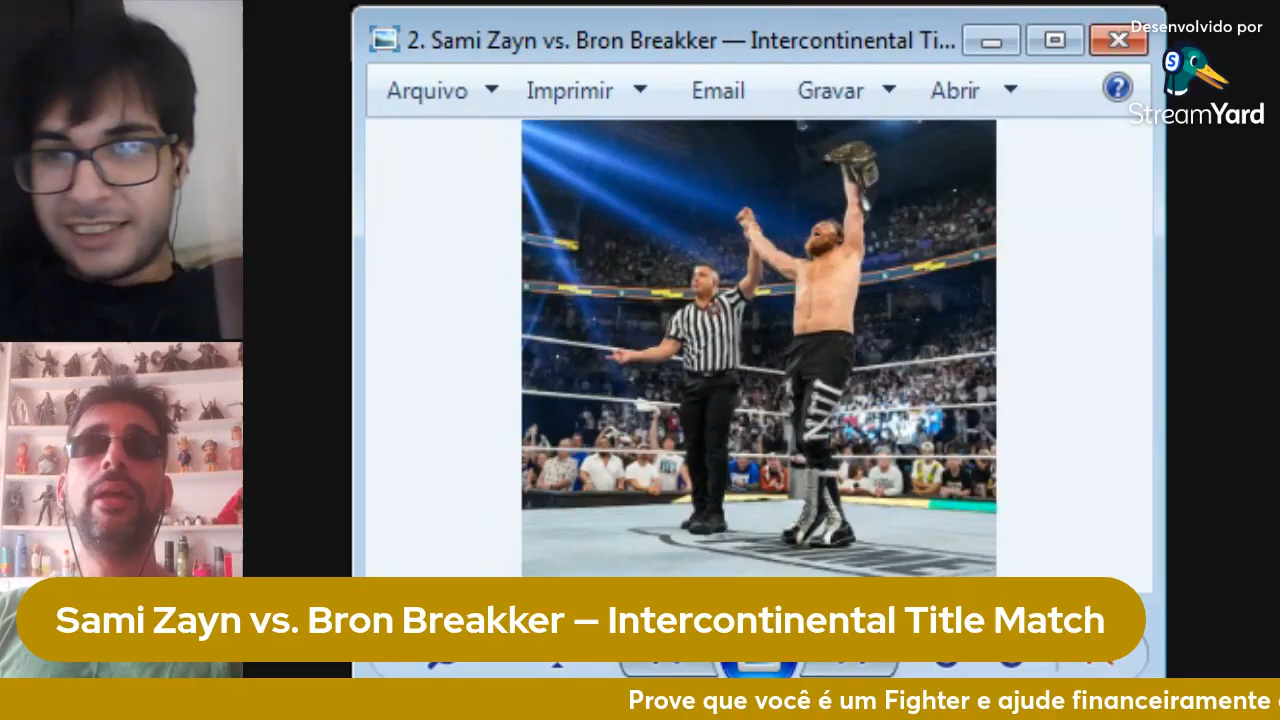 2. Sami Zayn vs. Bron Breakker — Intercontinental Ti...
Desenvolvido por
StreamYard
Arquivo Imprimir Email Gravar Abrir
Sami Zayn vs. Bron Breakker — Intercontinental Title Match
Prove que você é um Fighter e ajude financeiramente